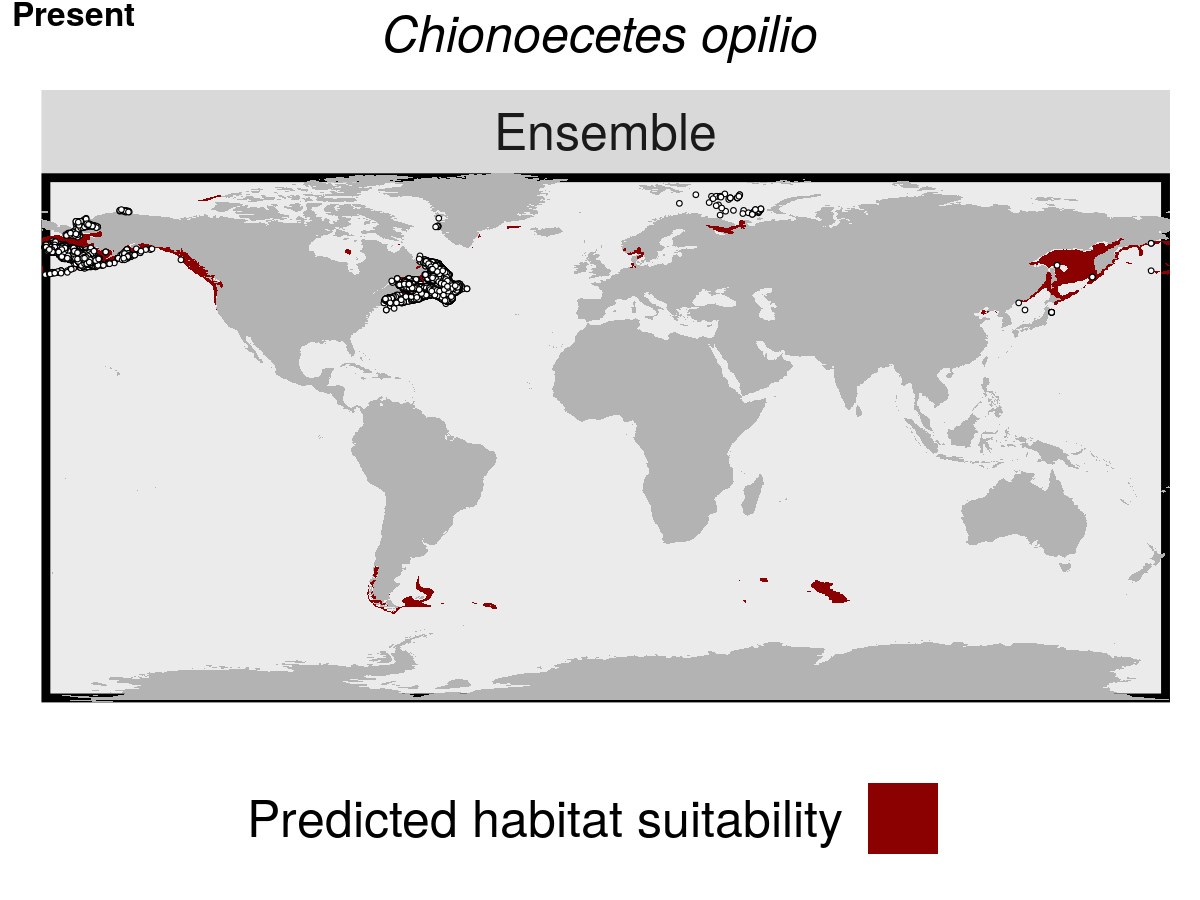 Present
Chionoecetes opilio
Ensemble
Predicted habitat suitability